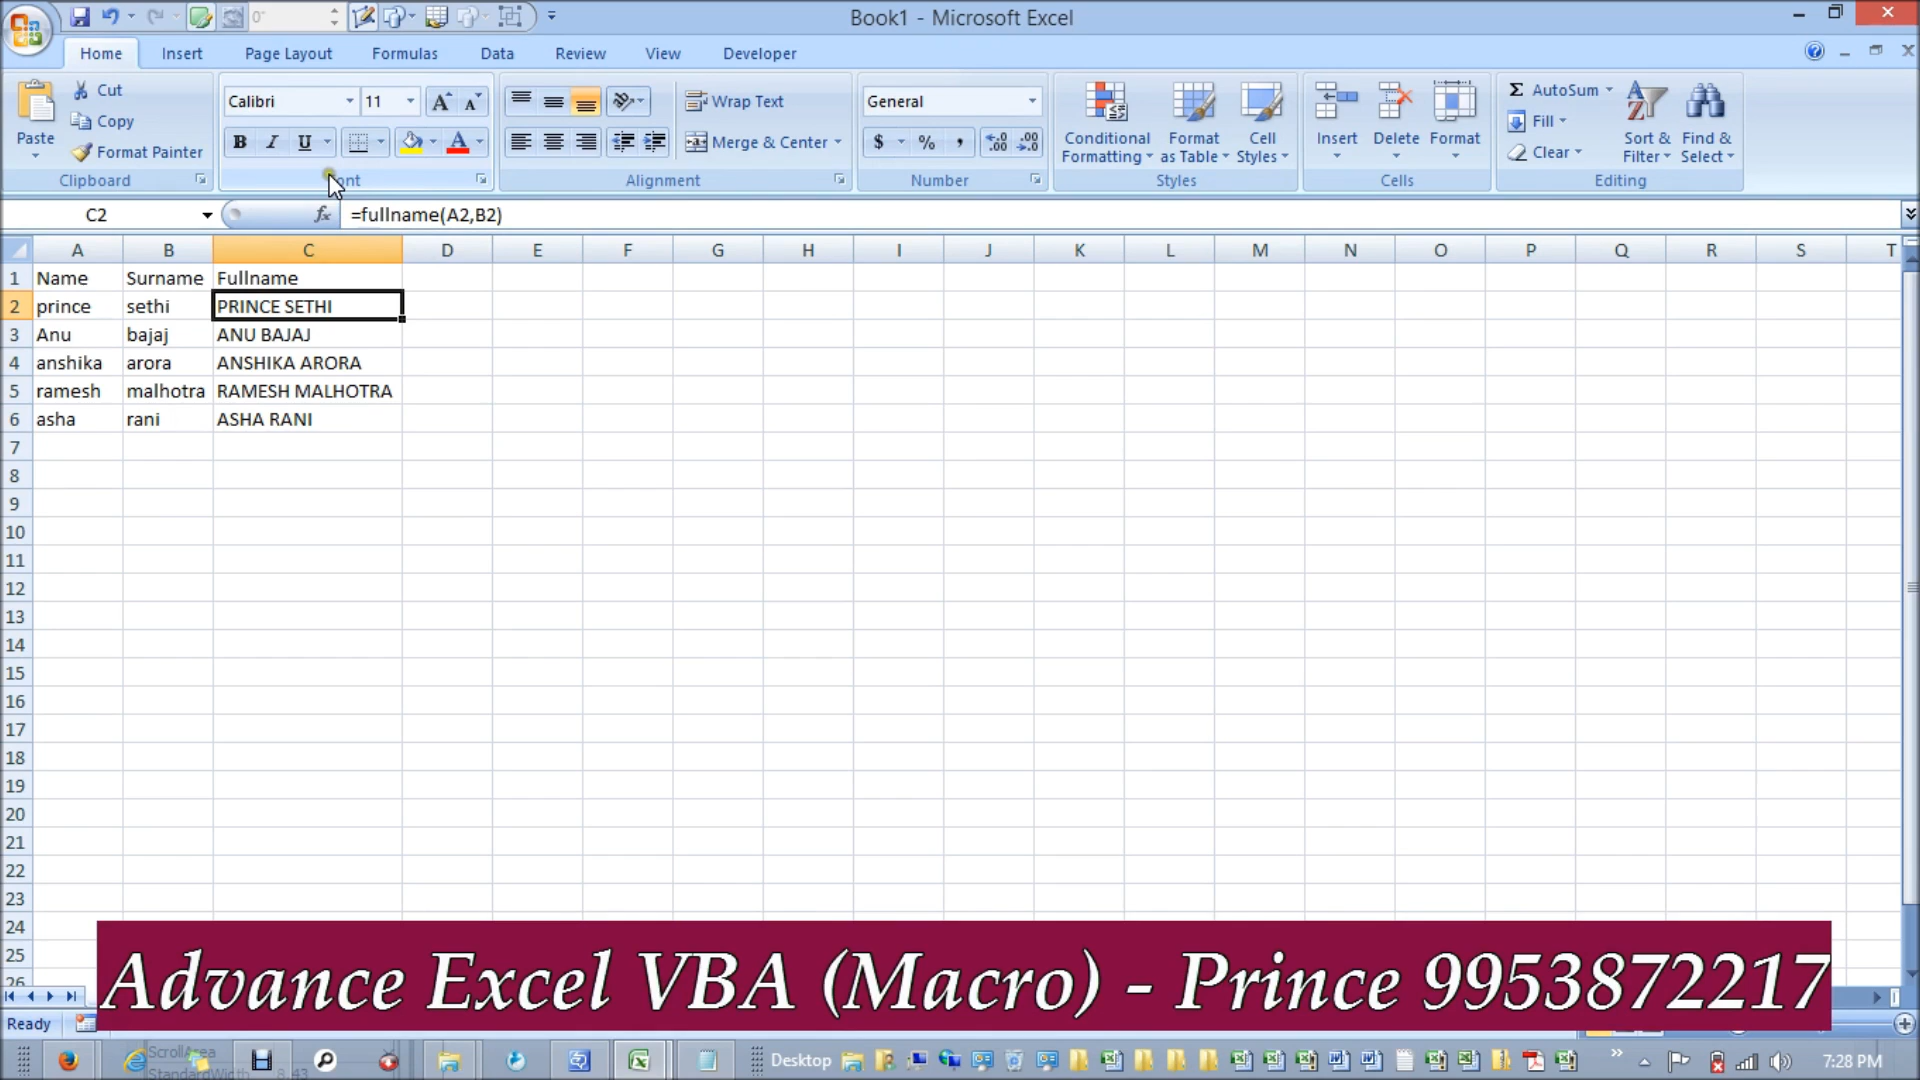 Book1 - Microsoft Excel
Home Insert Page Layout Formulas Data Review View Developer
Paste Cut Copy Format Painter
Clipboard
Calibri 11
B I U
General
Wrap Text
Merge & Center
Alignment
$ % ,
Number
Conditional Formatting
Format as Table
Cell Styles
Styles
Insert Delete Format
Cells
AutoSum
Fill
Clear
Sort & Filter
Find & Select
Editing
C2 fx =fullname(A2,B2)
A B C D E F G H I J K L M N O P Q R S T
1 Name Surname Fullname
2 prince sethi PRINCE SETHI
3 Anu bajaj ANU BAJAJ
4 anshika arora ANSHIKA ARORA
5 ramesh malhotra RAMESH MALHOTRA
6 asha rani ASHA RANI
7
8
9
10
11
12
13
14
15
16
17
18
19
20
21
22
23
24
25
26
Advance Excel VBA (Macro) - Prince 9953872217
Ready
ScrollArea
StandardWidth 8.43
Desktop
7:28 PM